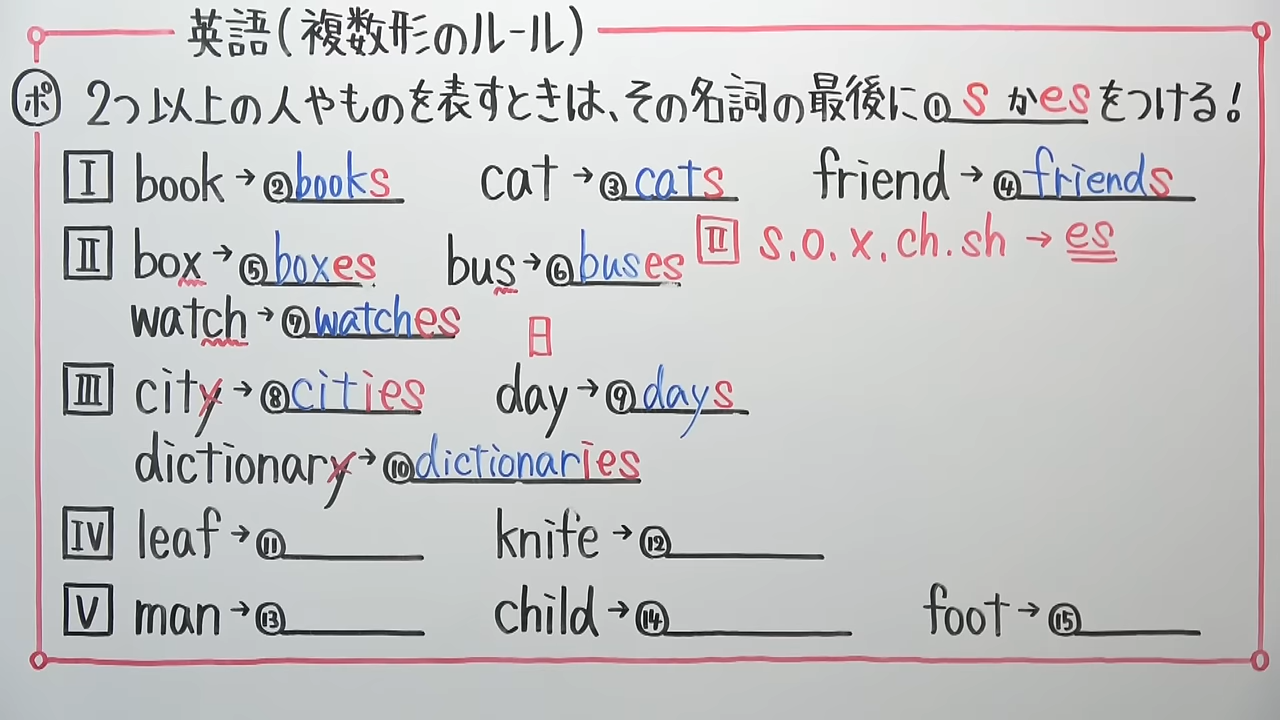 英語(複数形のルール)
ポ 2つ以上の人やものを表すときは、その名詞の最後に①sかesをつける!
I book→②books cat→③cats friend→④friends
II box→⑤boxes bus→⑥buses II s.o.x.ch.sh→es
watch→⑦watches
日
III city→⑧cities day→⑨days
dictionary→⑩dictionaries
IV leaf→⑪ knife→⑫
V man→⑬ child→⑭ foot→⑮